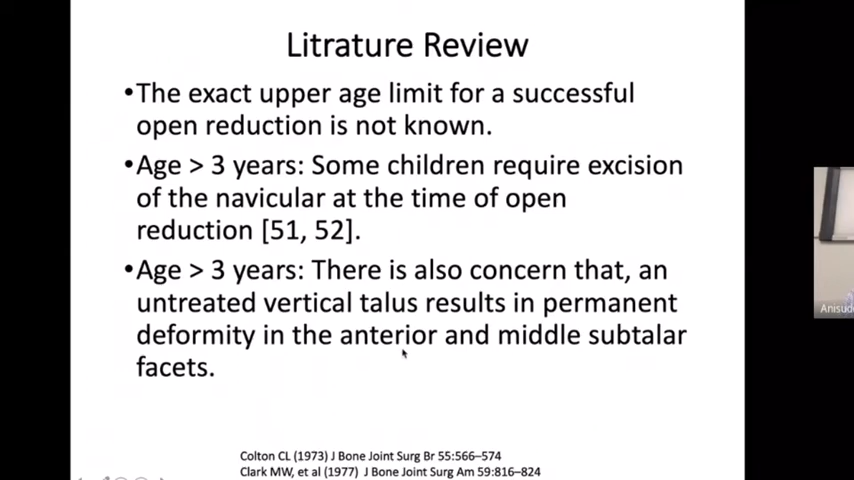 Litrature Review
•The exact upper age limit for a successful
open reduction is not known.
•Age > 3 years: Some children require excision
of the navicular at the time of open
reduction [51, 52].
•Age > 3 years: There is also concern that, an
untreated vertical talus results in permanent
deformity in the anterior and middle subtalar
facets.
Colton CL (1973) J Bone Joint Surg Br 55:566–574
Clark MW, et al (1977) J Bone Joint Surg Am 59:816–824